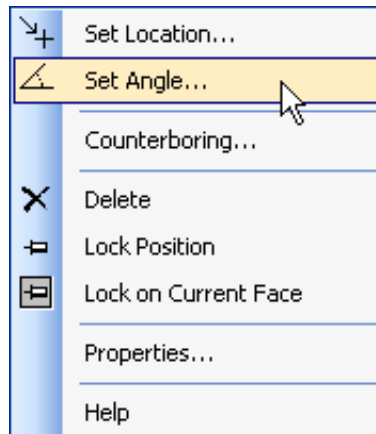 Set Location...
Set Angle...
Counterboring...
Delete
Lock Position
Lock on Current Face
Properties...
Help